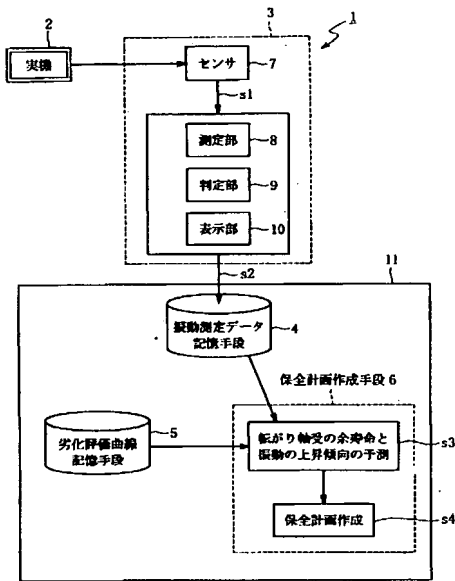 3
1
2
実機
センサ
7
s1
測定部
8
判定部
9
表示部
10
s2
11
振動測定データ
記憶手段
4
保全計画作成手段 6
劣化評価曲線
記憶手段
5
転がり軸受の余寿命と
振動の上昇傾向の予測
s3
保全計画作成
s4